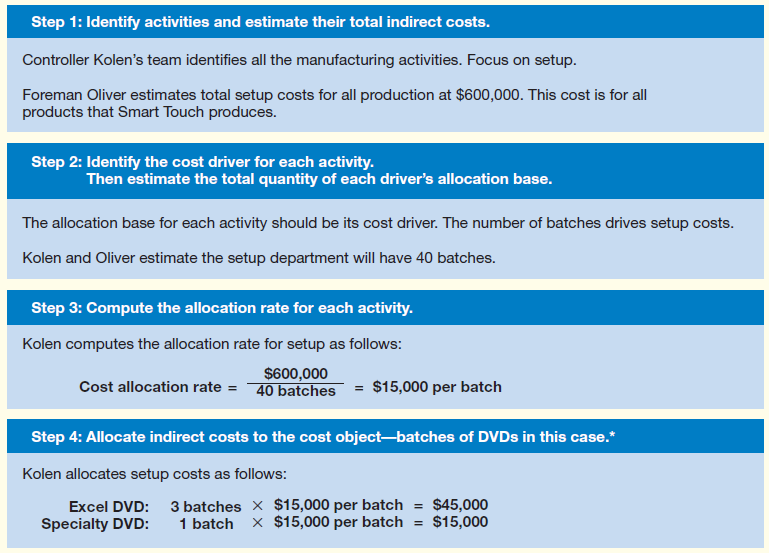 Step 1: Identify activities and estimate their total indirect costs.
Controller Kolen's team identifies all the manufacturing activities. Focus on setup.
Foreman Oliver estimates total setup costs for all production at $600,000. This cost is for all
products that Smart Touch produces.
Step 2: Identify the cost driver for each activity.
Then estimate the total quantity of each driver's allocation base.
The allocation base for each activity should be its cost driver. The number of batches drives setup costs.
Kolen and Oliver estimate the setup department will have 40 batches.
Step 3: Compute the allocation rate for each activity.
Kolen computes the allocation rate for setup as follows:
$600,000
Cost allocation rate = = $15,000 per batch
40 batches
Step 4: Allocate indirect costs to the cost object—batches of DVDs in this case.*
Kolen allocates setup costs as follows:
Excel DVD: 3 batches × $15,000 per batch = $45,000
Specialty DVD: 1 batch × $15,000 per batch = $15,000